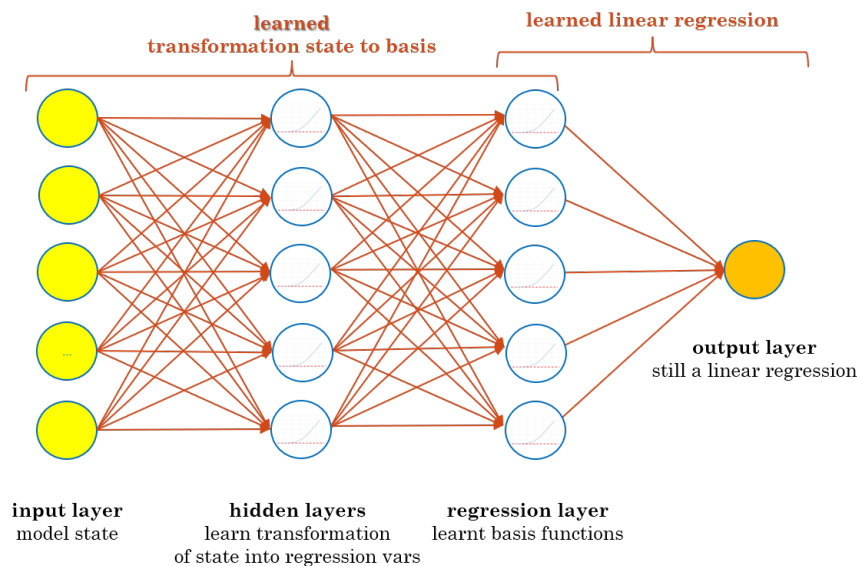 learned
transformation state to basis
learned linear regression
...
output layer
still a linear regression
input layer
model state
hidden layers
learn transformation
of state into regression vars
regression layer
learnt basis functions